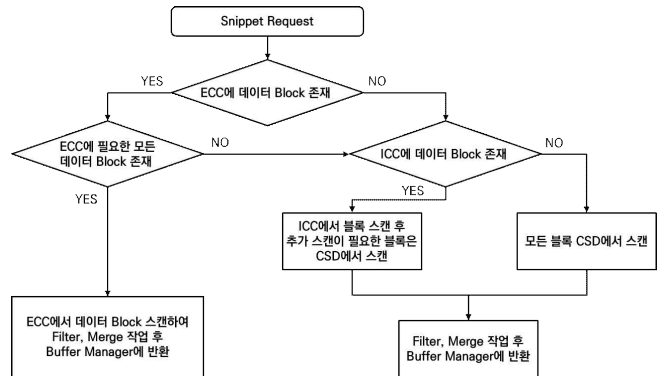 Snippet Request
YES
NO
ECC에 데이터 Block 존재
ECC에 필요한 모든
데이터 Block 존재
NO
ICC에 데이터 Block 존재
NO
YES
YES
ICC에서 블록 스캔 후
추가 스캔이 필요한 블록은
CSD에서 스캔
모든 블록 CSD에서 스캔
ECC에서 데이터 Block 스캔하여
Filter, Merge 작업 후
Buffer Manager에 반환
Filter, Merge 작업 후
Buffer Manager에 반환